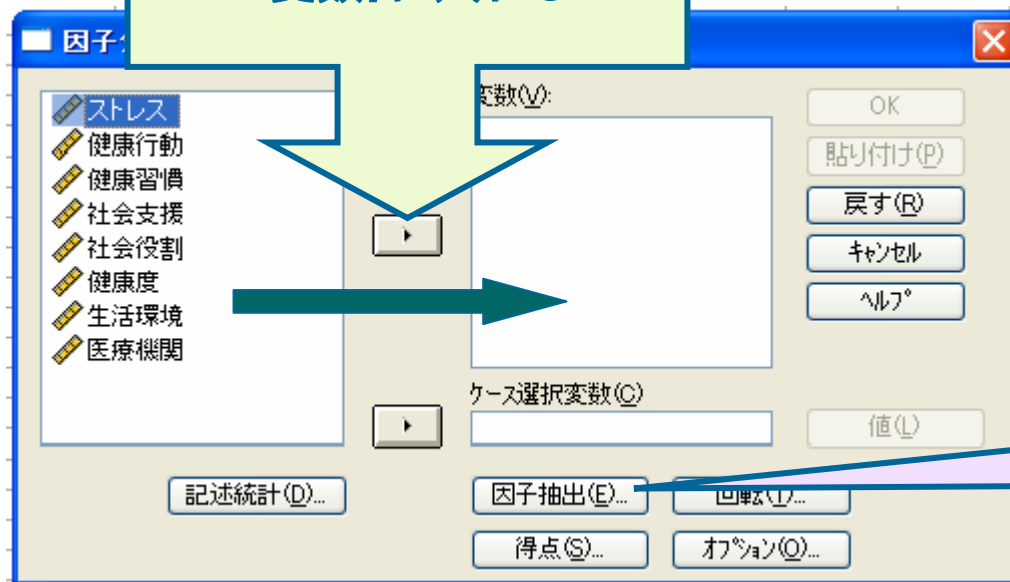 因子
ストレス
健康行動
健康習慣
社会支援
社会役割
健康度
生活環境
医療機関
変数(V):
ケース選択変数(C)
OK
貼り付け(P)
戻す(R)
キャンセル
ヘルプ
値(L)
記述統計(D)...
因子抽出(E)...
回転(T)...
得点(S)...
オプション(O)...